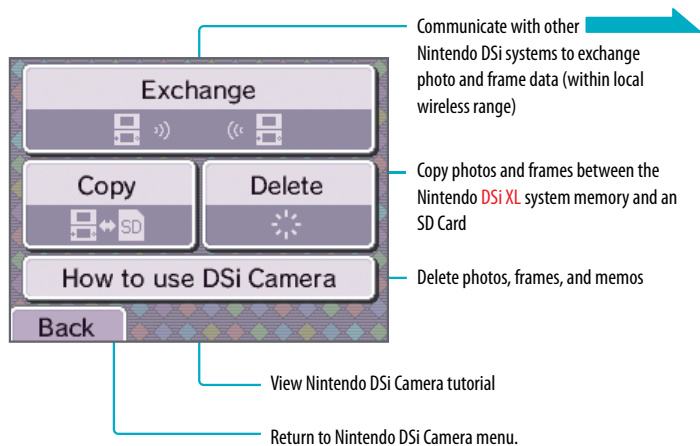 Communicate with other
Nintendo DSi systems to exchange
photo and frame data (within local
wireless range)
Exchange
Copy
SD
Delete
How to use DSi Camera
Back
Copy photos and frames between the
Nintendo DSi XL system memory and an
SD Card
Delete photos, frames, and memos
View Nintendo DSi Camera tutorial
Return to Nintendo DSi Camera menu.